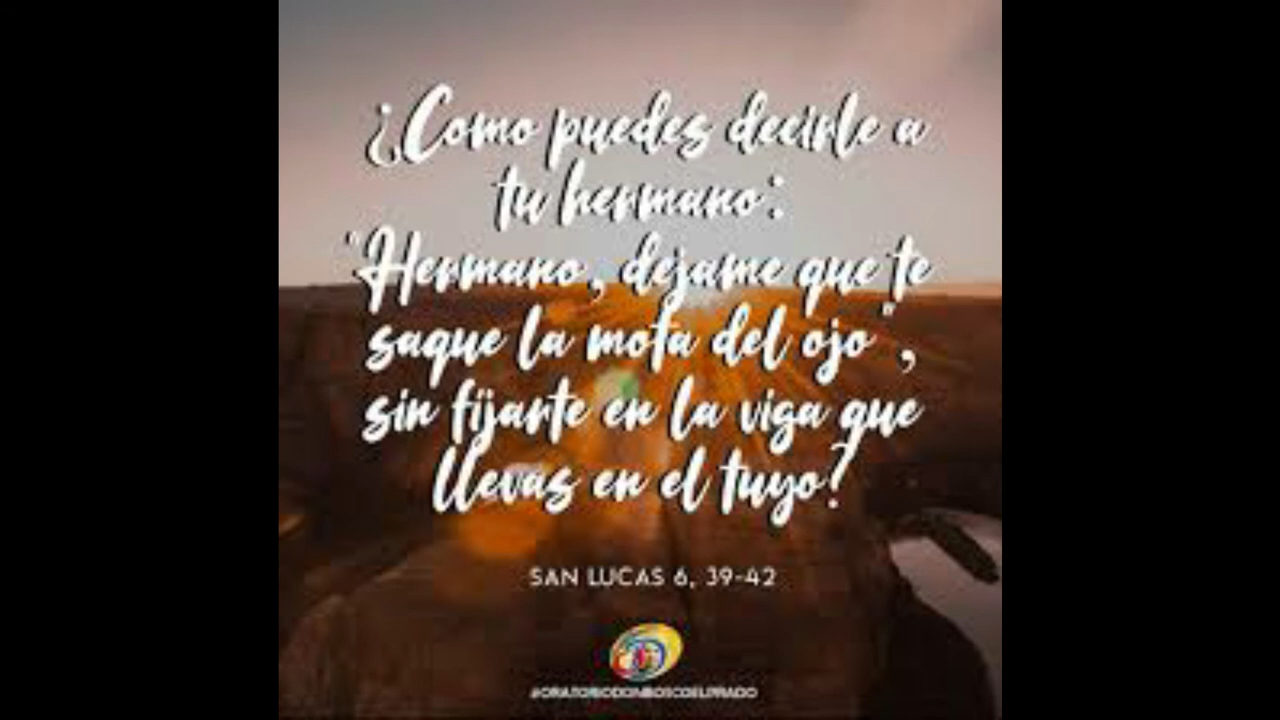 ¿Como puedes decirle a
tu hermano:
"Hermano, dejame que te
saque la mota del ojo",
sin fijarte en la viga que
llevas en el tuyo?
SAN LUCAS 6, 39-42
#ORATORIODONBOSCOELPRADO